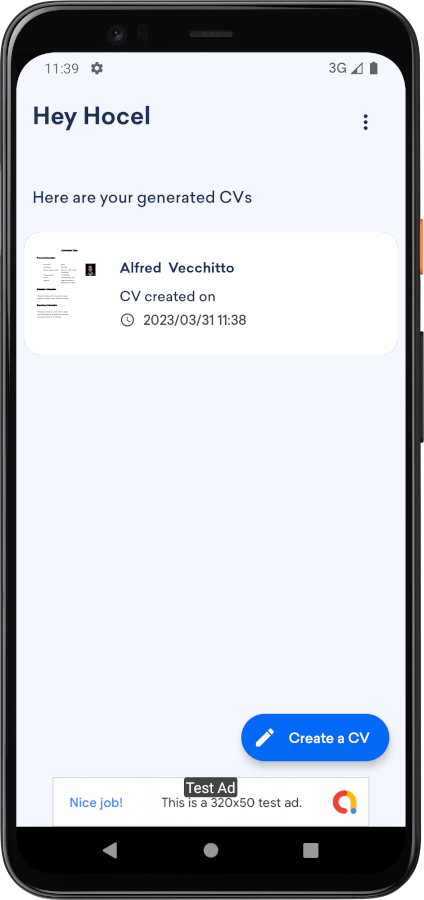 11:39
3G
Hey Hocel
Here are your generated CVs
Alfred Vecchitto
CV created on
2023/03/31 11:38
Create a CV
Test Ad
Nice job!
This is a 320x50 test ad.